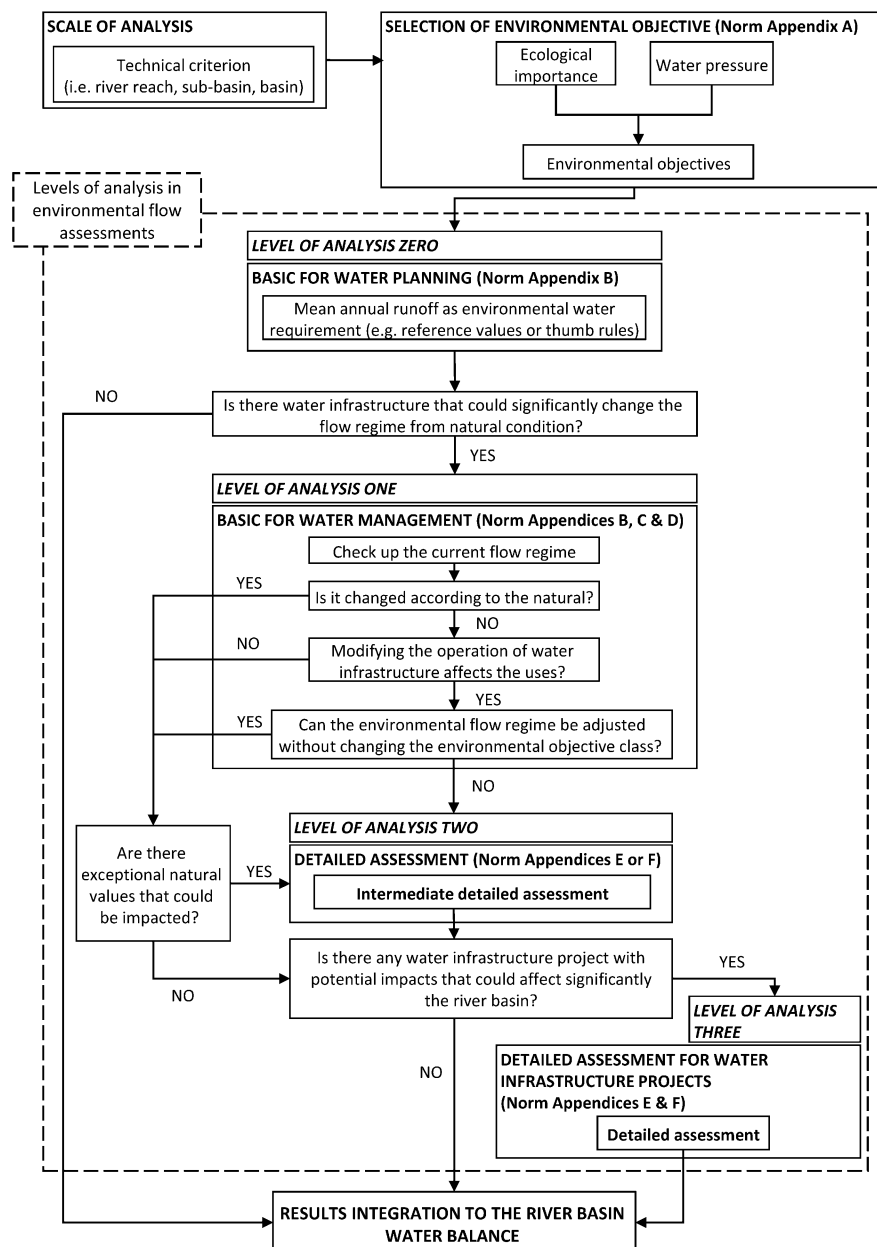 SCALE OF ANALYSIS
Technical criterion
(i.e. river reach, sub-basin, basin)
SELECTION OF ENVIRONMENTAL OBJECTIVE (Norm Appendix A)
Ecological
importance
Water pressure
Environmental objectives
Levels of analysis in
environmental flow
assessments
LEVEL OF ANALYSIS ZERO
BASIC FOR WATER PLANNING (Norm Appendix B)
Mean annual runoff as environmental water
requirement (e.g. reference values or thumb rules)
NO
Is there water infrastructure that could significantly change the
flow regime from natural condition?
YES
LEVEL OF ANALYSIS ONE
BASIC FOR WATER MANAGEMENT (Norm Appendices B, C & D)
Check up the current flow regime
YES
Is it changed according to the natural?
NO
NO
Modifying the operation of water
infrastructure affects the uses?
YES
YES
Can the environmental flow regime be adjusted
without changing the environmental objective class?
NO
LEVEL OF ANALYSIS TWO
Are there
exceptional natural
values that could
be impacted?
YES
DETAILED ASSESSMENT (Norm Appendices E or F)
Intermediate detailed assessment
NO
Is there any water infrastructure project with
potential impacts that could affect significantly
the river basin?
YES
LEVEL OF ANALYSIS
THREE
NO
DETAILED ASSESSMENT FOR WATER
INFRASTRUCTURE PROJECTS
(Norm Appendices E & F)
Detailed assessment
RESULTS INTEGRATION TO THE RIVER BASIN
WATER BALANCE